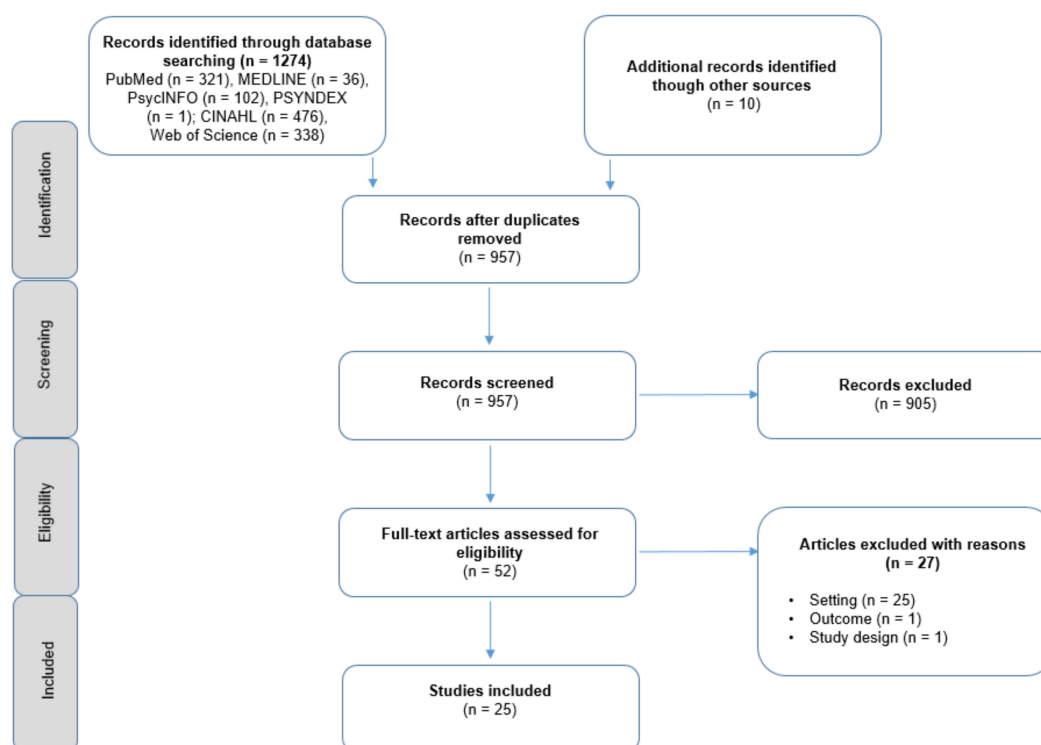 Records identified through database
searching (n = 1274)
PubMed (n = 321), MEDLINE (n = 36),
PsycINFO (n = 102), PSYNDEX
(n = 1); CINAHL (n = 476),
Web of Science (n = 338)
Additional records identified
though other sources
(n = 10)
Identification
Records after duplicates
removed
(n = 957)
Screening
Records screened
(n = 957)
Records excluded
(n = 905)
Eligibility
Full-text articles assessed for
eligibility
(n = 52)
Articles excluded with reasons
(n = 27)
• Setting (n = 25)
• Outcome (n = 1)
• Study design (n = 1)
Included
Studies included
(n = 25)